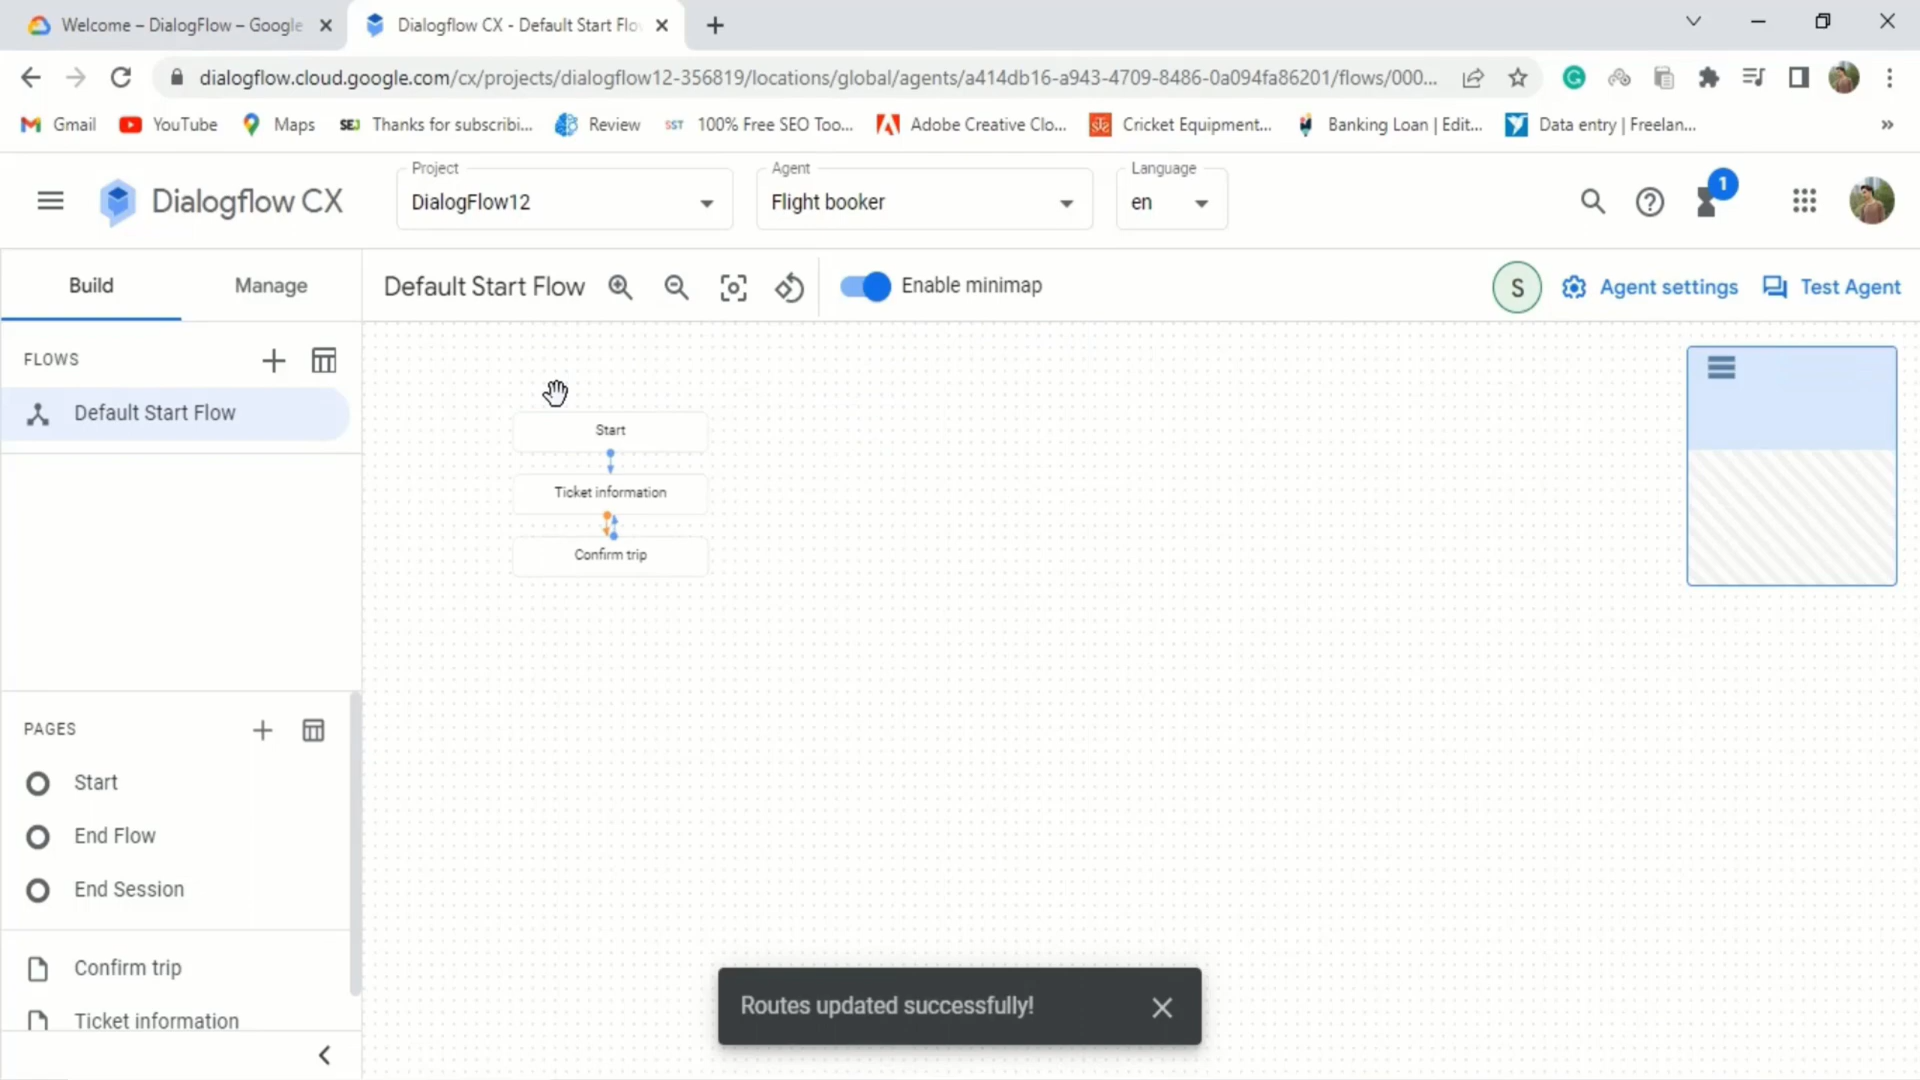 Welcome – DialogFlow – Google
Dialogflow CX - Default Start Flo
dialogflow.cloud.google.com/cx/projects/dialogflow12-356819/locations/global/agents/a414db16-a943-4709-8486-0a094fa86201/flows/000...
Gmail
YouTube
Maps
SEJ
Thanks for subscribi...
Review
SST
100% Free SEO Too...
Adobe Creative Clo...
Cricket Equipment...
Banking Loan | Edit...
Data entry | Freelan...
»
Dialogflow CX
Project
DialogFlow12
Agent
Flight booker
Language
en
1
Build
Manage
Default Start Flow
Enable minimap
S
Agent settings
Test Agent
FLOWS
Default Start Flow
Start
Ticket information
Confirm trip
PAGES
Start
End Flow
End Session
Confirm trip
Ticket information
Routes updated successfully!